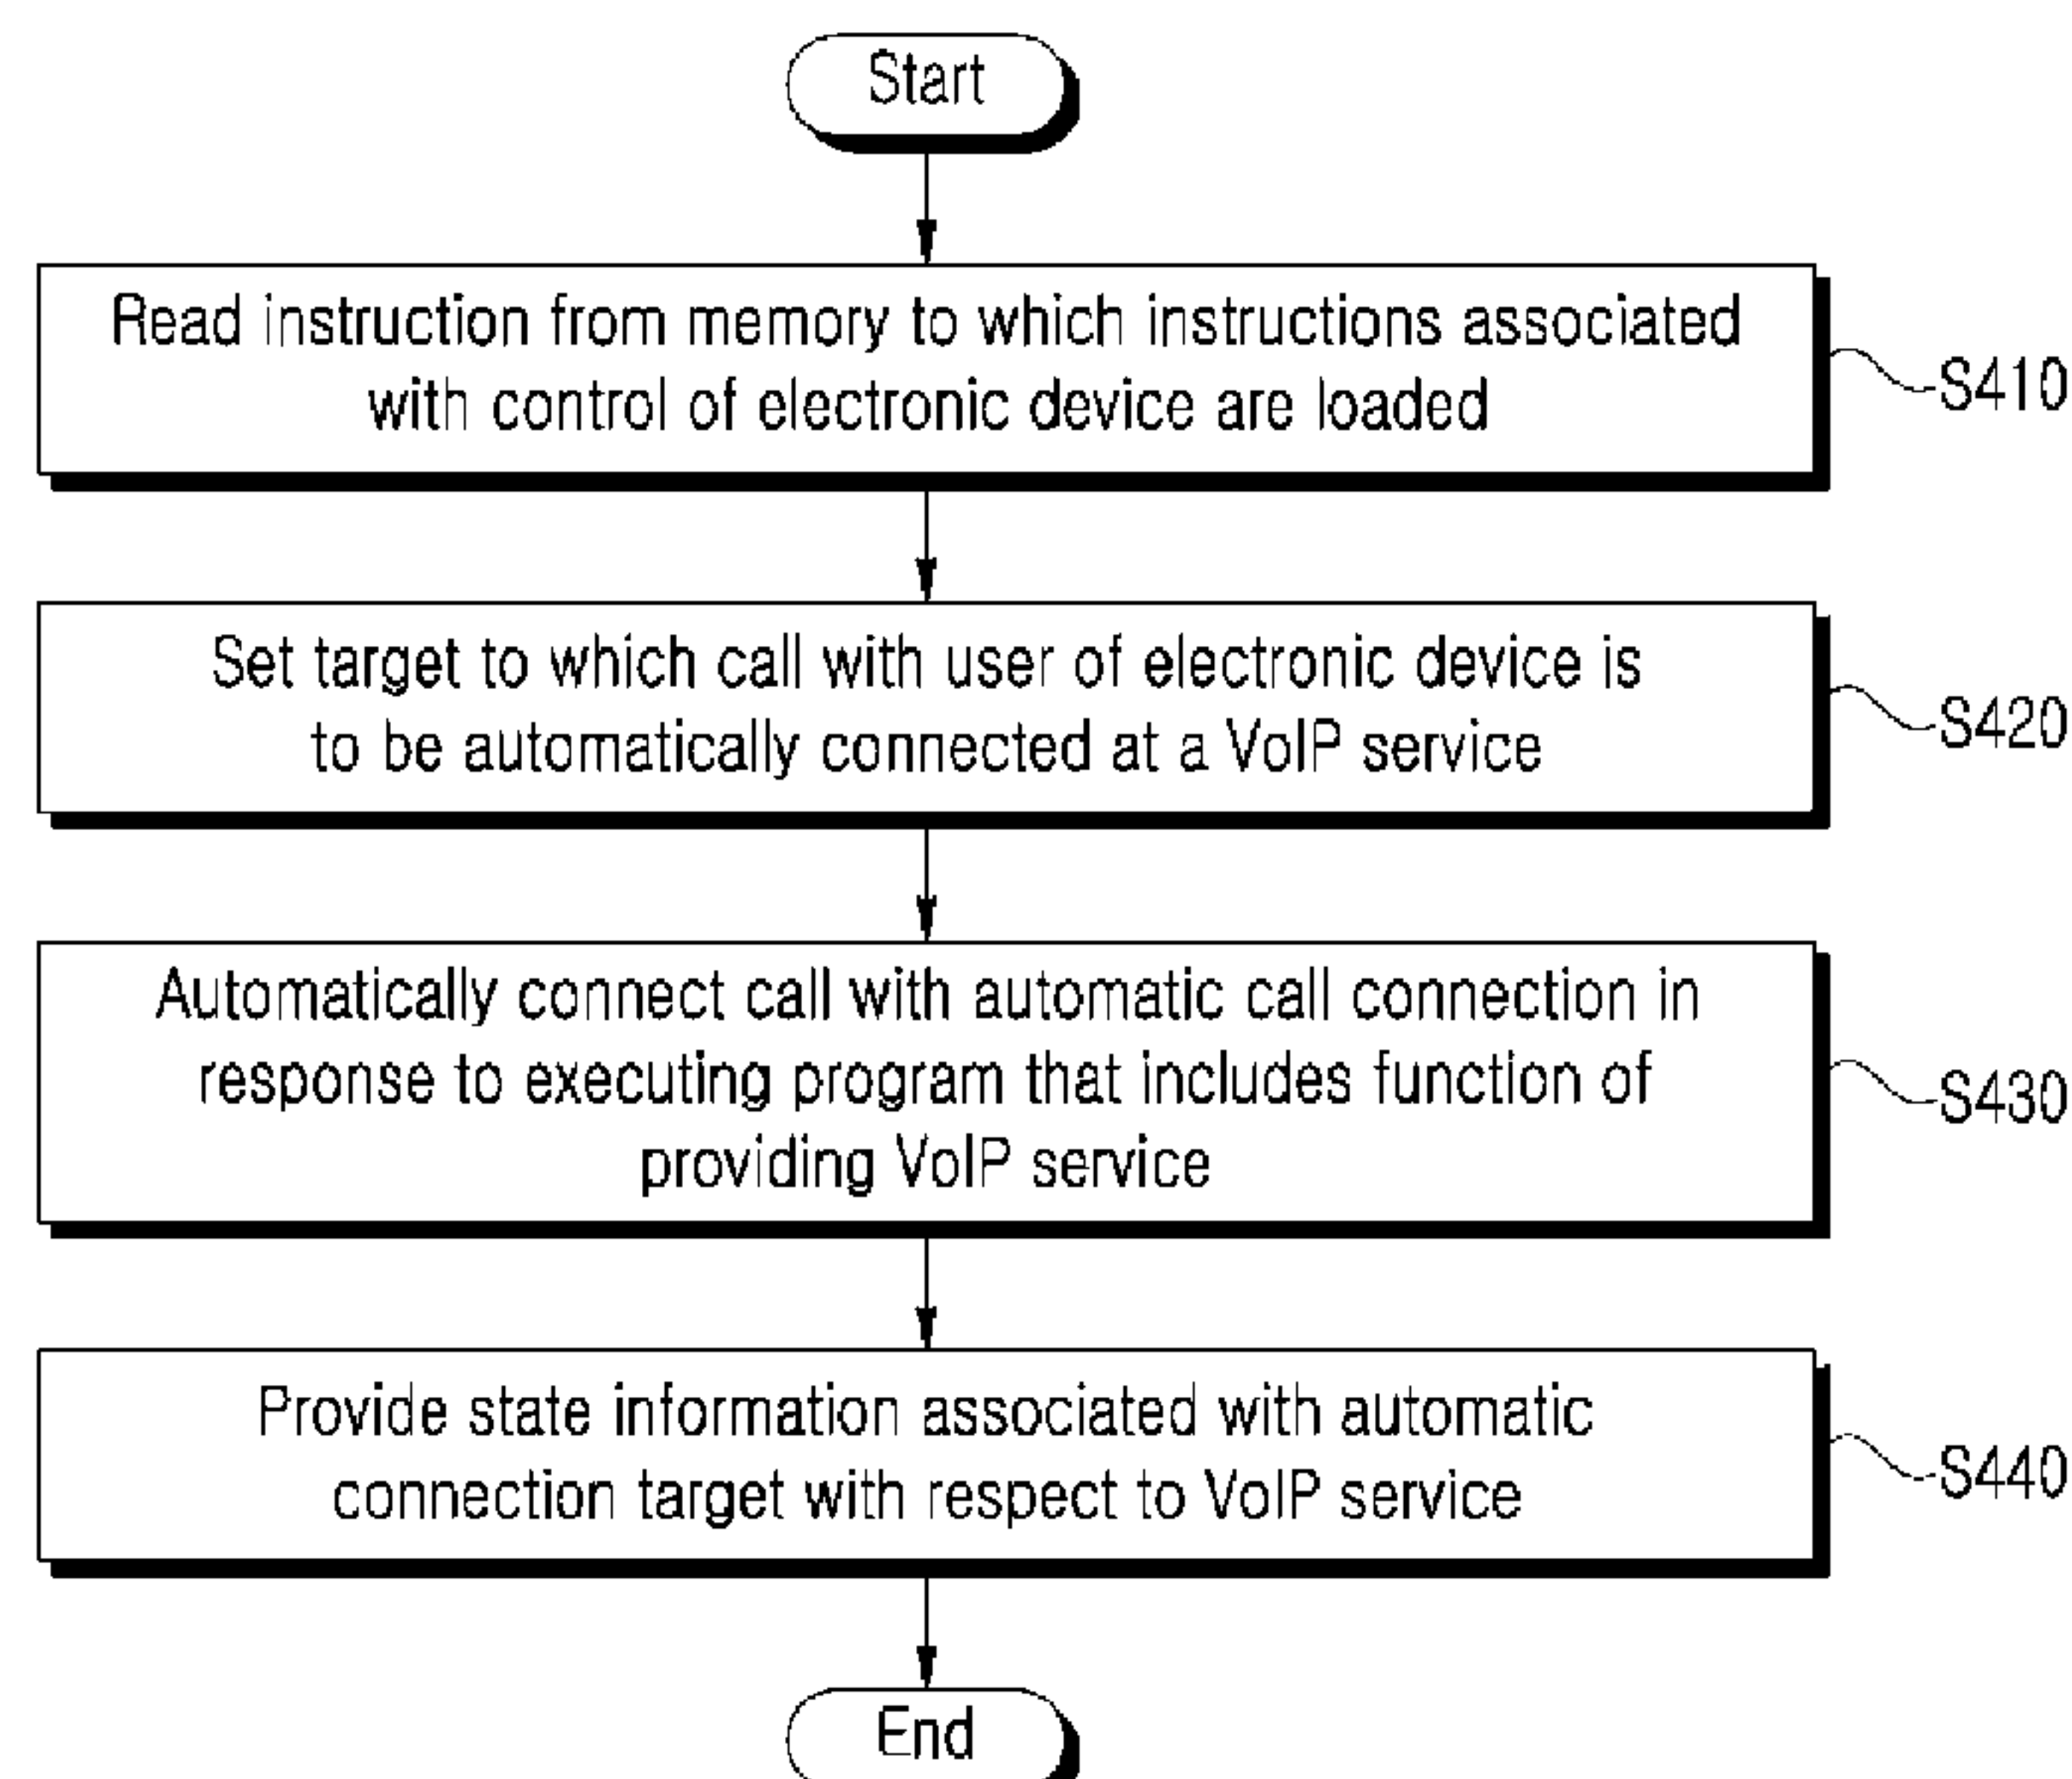 Start
Read instruction from memory to which instructions associated
with control of electronic device are loaded
S410
Set target to which call with user of electronic device is
to be automatically connected at a VoIP service
S420
Automatically connect call with automatic call connection in
response to executing program that includes function of
providing VoIP service
S430
Provide state information associated with automatic
connection target with respect to VoIP service
S440
End